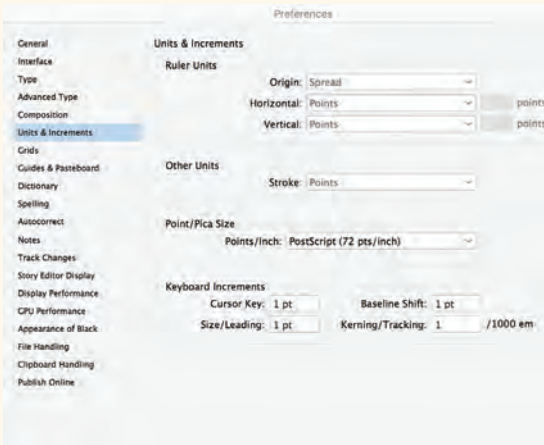 Preferences
General
Interface
Type
Advanced Type
Composition
Units & Increments
Grids
Guides & Pasteboard
Dictionary
Spelling
Autocorrect
Notes
Track Changes
Story Editor Display
Display Performance
GPU Performance
Appearance of Black
File Handling
Clipboard Handling
Publish Online
Units & Increments
Ruler Units
Origin: Spread
Horizontal: Points points
Vertical: Points points
Other Units
Stroke: Points
Point/Pica Size
Points/Inch: PostScript (72 pts/inch)
Keyboard Increments
Cursor Key: 1 pt Baseline Shift: 1 pt
Size/Leading: 1 pt Kerning/Tracking: 1 /1000 em